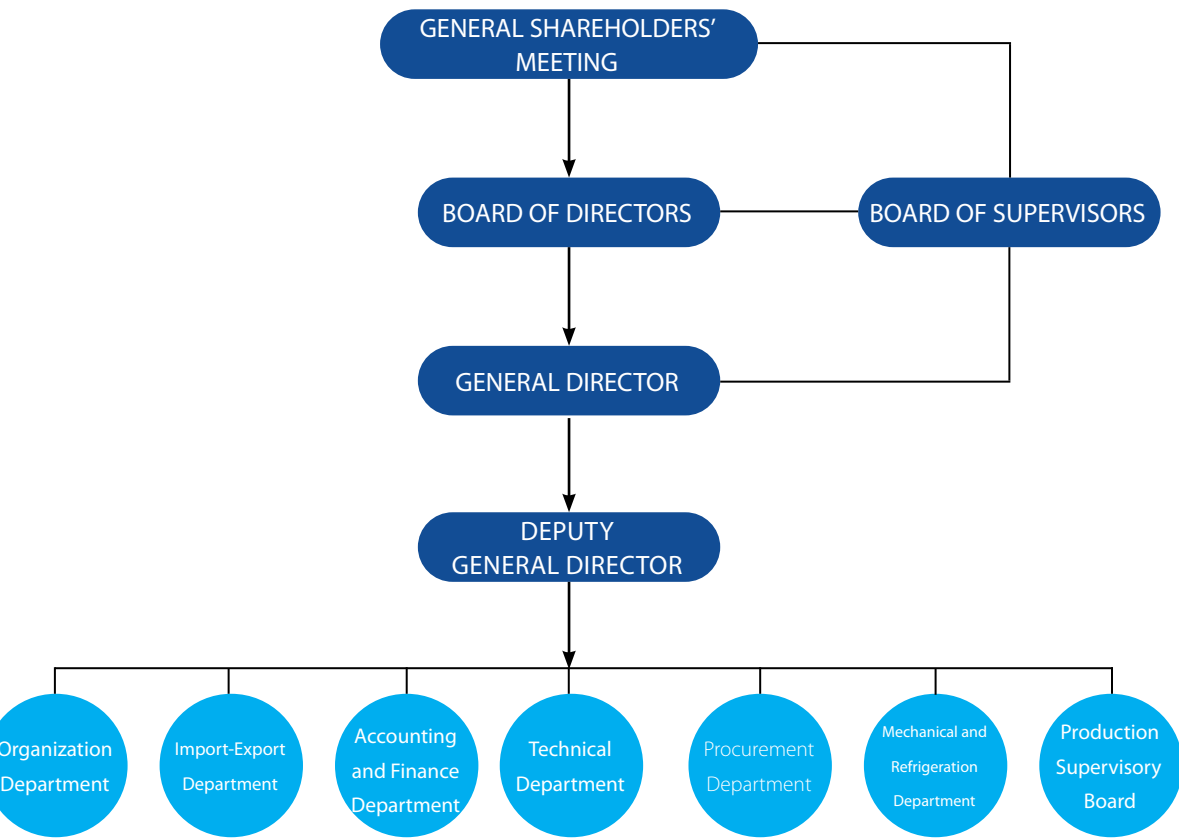 GENERAL SHAREHOLDERS’
MEETING
BOARD OF DIRECTORS
BOARD OF SUPERVISORS
GENERAL DIRECTOR
DEPUTY
GENERAL DIRECTOR
Organization
Department
Import-Export
Department
Accounting
and Finance
Department
Technical
Department
Procurement
Department
Mechanical and
Refrigeration
Department
Production
Supervisory
Board